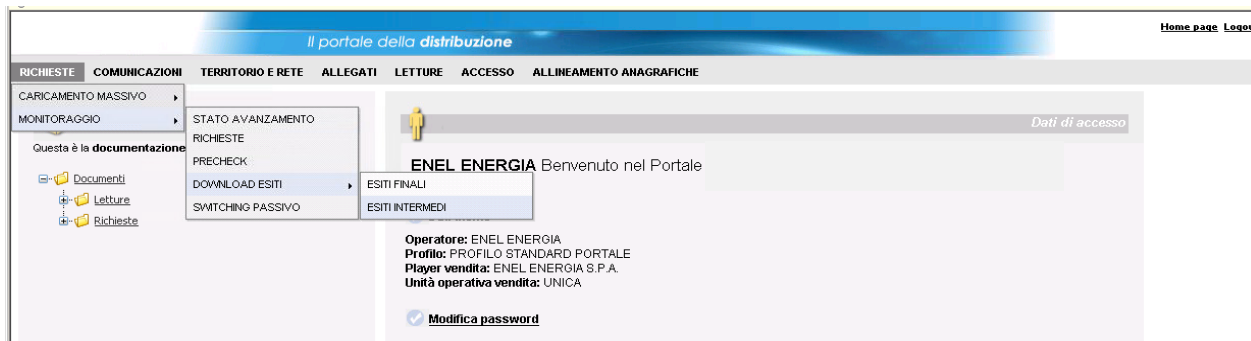 Home page Logou
Il portale della distribuzione
RICHIESTE COMUNICAZIONI TERRITORIO E RETE ALLEGATI LETTURE ACCESSO ALLINEAMENTO ANAGRAFICHE
CARICAMENTO MASSIVO
MONITORAGGIO
STATO AVANZAMENTO
RICHIESTE
PRECHECK
DOWNLOAD ESITI
SWITCHING PASSIVO
ESITI FINALI
ESITI INTERMEDI
Questa è la documentazione
Documenti
Letture
Richieste
Dati di accesso
ENEL ENERGIA Benvenuto nel Portale
Operatore: ENEL ENERGIA
Profilo: PROFILO STANDARD PORTALE
Player vendita: ENEL ENERGIA S.P.A.
Unità operativa vendita: UNICA
Modifica password